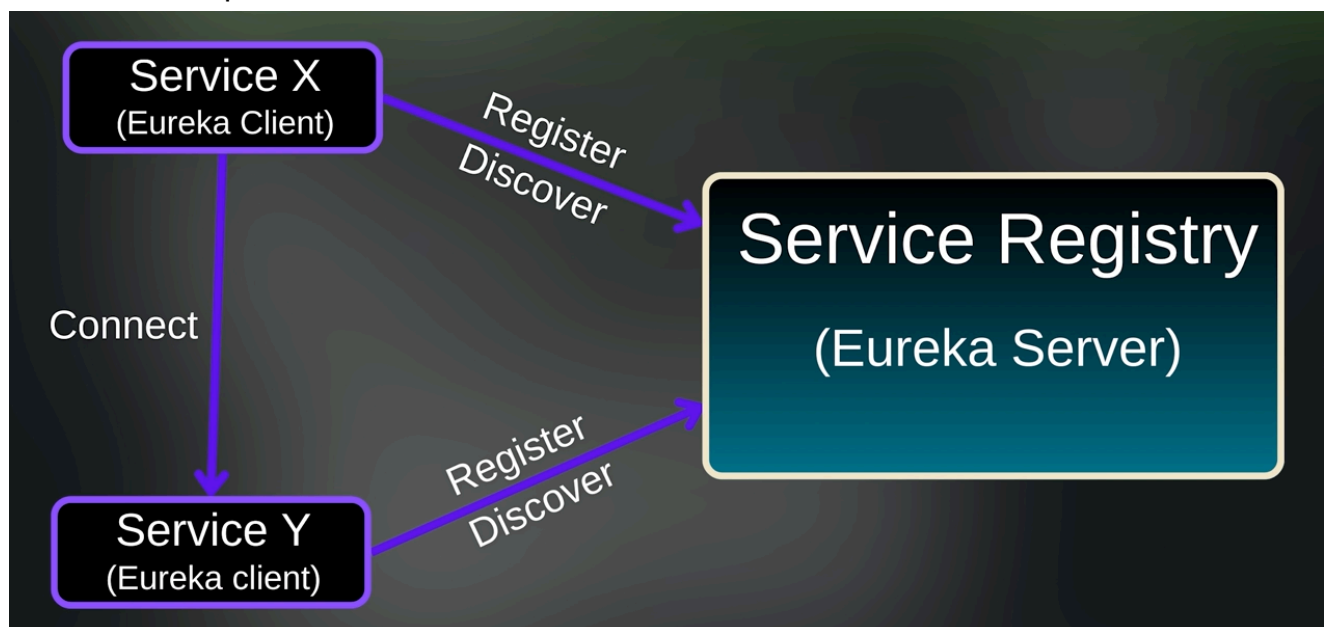 Service X
(Eureka Client)
Register
Discover
Service Registry
(Eureka Server)
Connect
Register
Discover
Service Y
(Eureka client)